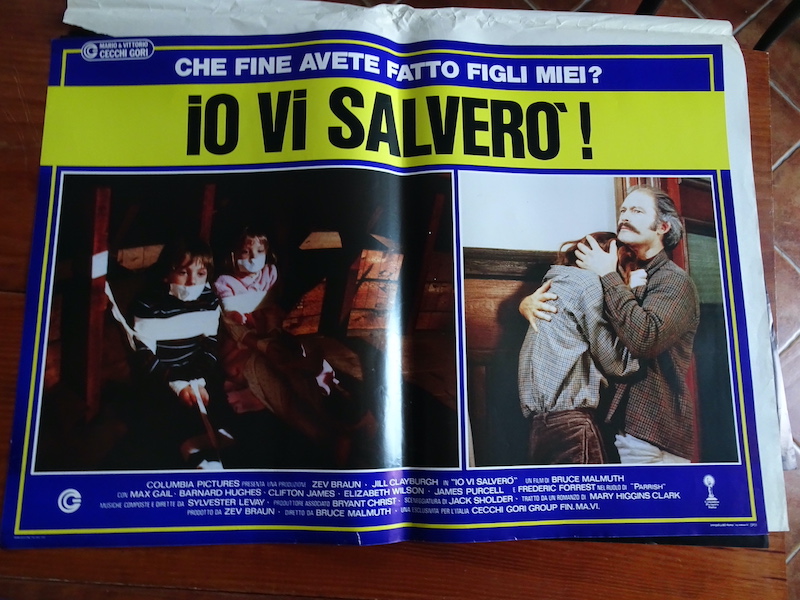 MARIO & VITTORIO
CECCHI GORI
CHE FINE AVETE FATTO FIGLI MIEI?
iO Vi SALVERO`!
COLUMBIA PICTURES PRESENTA UNA PRODUZIONE ZEV BRAUN · JILL CLAYBURGH IN "IO VI SALVERÒ" UN FILM DI BRUCE MALMUTH
CON MAX GAIL · BARNARD HUGHES · CLIFTON JAMES · ELIZABETH WILSON · JAMES PURCELL E FREDERIC FORREST NEL RUOLO DI "PARRISH"
MUSICHE COMPOSTE E DIRETTE DA SYLVESTER LEVAY · PRODUTTORE ASSOCIATO BRYANT CHRIST · SCENEGGIATURA DI JACK SHOLDER · TRATTO DA UN ROMANZO DI MARY HIGGINS CLARK
PRODOTTO DA ZEV BRAUN · DIRETTO DA BRUCE MALMUTH · UNA EXCLUSIVITA PER L'ITALIA CECCHI GORI GROUP FIN.MA.VI.